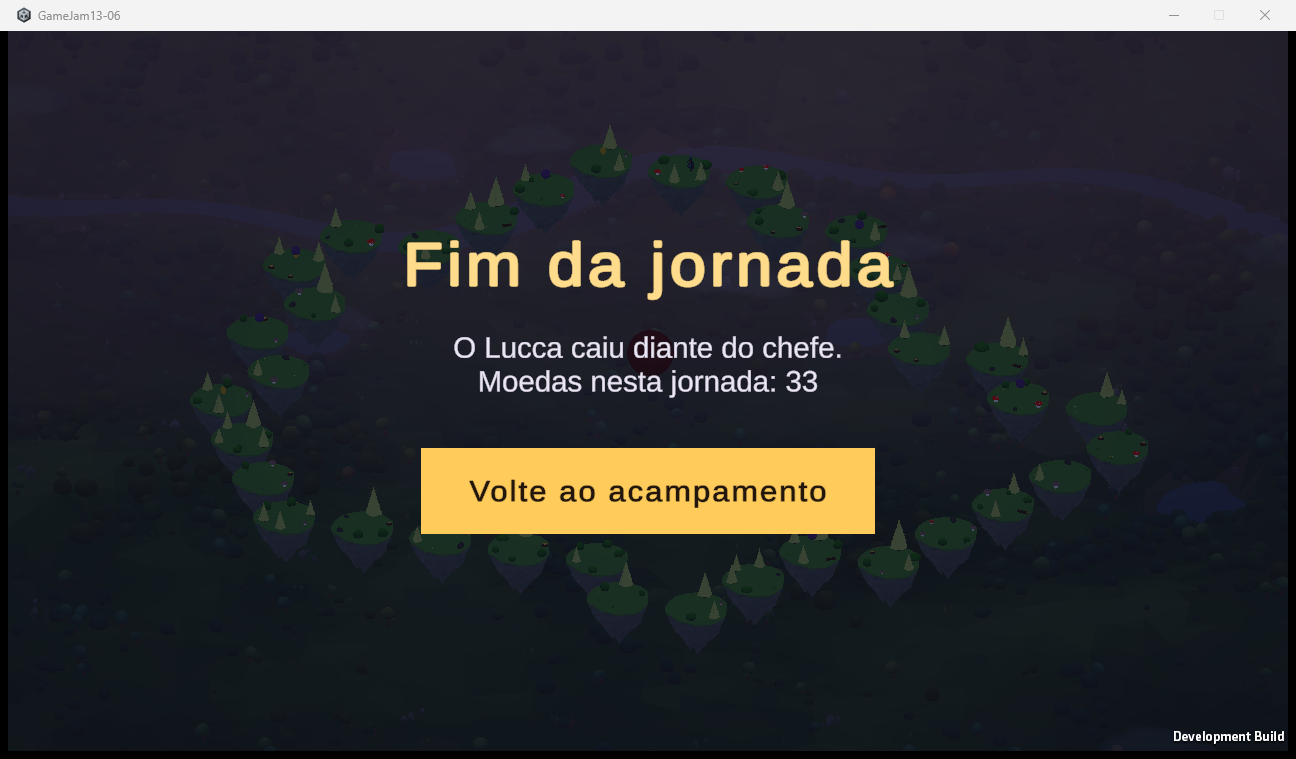 GameJam13-06
Fim da jornada
O Lucca caiu diante do chefe.
Moedas nesta jornada: 33
Volte ao acampamento
Development Build